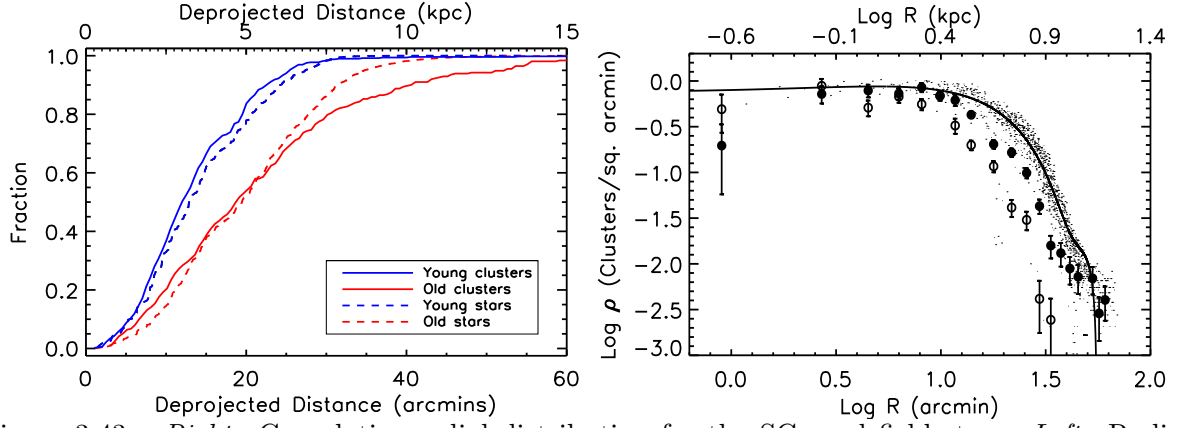 Deprojected Distance (kpc)
0 5 10 15
1.0
0.8
0.6
0.4
0.2
0.0
Fraction
Young clusters
Old clusters
Young stars
Old stars
0 20 40 60
Deprojected Distance (arcmins)
Log R (kpc)
-0.6 -0.1 0.4 0.9 1.4
0.0
-0.5
-1.0
-1.5
-2.0
-2.5
-3.0
Log ρ (Clusters/sq. arcmin)
0.0 0.5 1.0 1.5 2.0
Log R (arcmin)